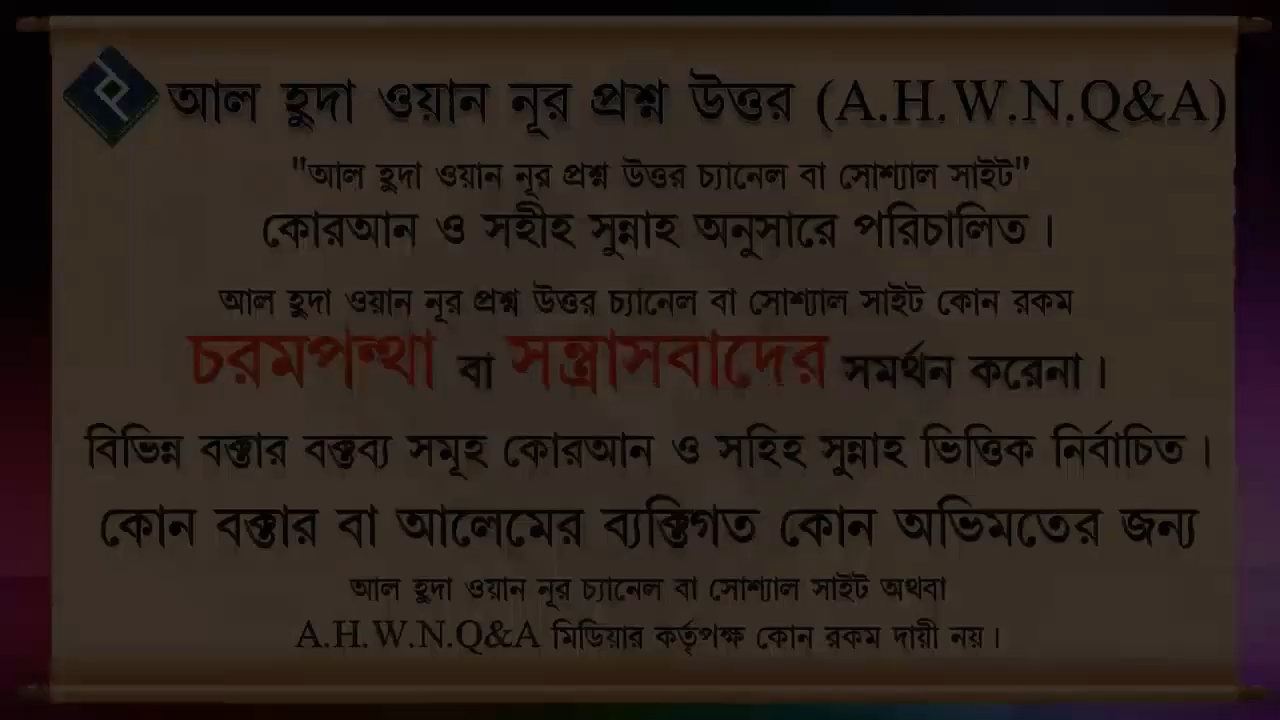 আল হুদা ওয়ান নূর প্রশ্ন উত্তর (A.H.W.N.Q&A)
"আল হুদা ওয়ান নূর প্রশ্ন উত্তর চ্যানেল বা সোশ্যাল সাইট"
কোরআন ও সহীহ সুন্নাহ অনুসারে পরিচালিত।
আল হুদা ওয়ান নূর প্রশ্ন উত্তর চ্যানেল বা সোশ্যাল সাইট কোন রকম
চরমপন্থা বা সন্ত্রাসবাদের সমর্থন করেনা।
বিভিন্ন বক্তার বক্তব্য সমূহ কোরআন ও সহিহ সুন্নাহ ভিত্তিক নির্বাচিত।
কোন বক্তার বা আলেমের ব্যক্তিগত কোন অভিমতের জন্য
আল হুদা ওয়ান নূর চ্যানেল বা সোশ্যাল সাইট অথবা
A.H.W.N.Q&A মিডিয়ার কর্তৃপক্ষ কোন রকম দায়ী নয়।